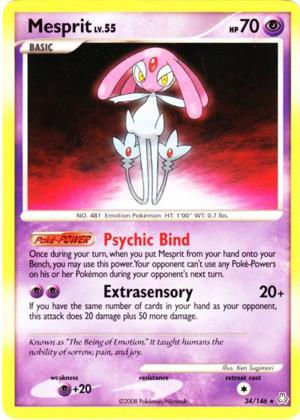 Mesprit LV.55 HP 70
BASIC
NO. 481 Emotion Pokémon HT: 1'00" WT: 0.7 lbs.
Poké-POWER Psychic Bind
Once during your turn, when you put Mesprit from your hand onto your
Bench, you may use this power. Your opponent can't use any Poké-Powers
on his or her Pokémon during your opponent's next turn.
Extrasensory 20+
If you have the same number of cards in your hand as your opponent,
this attack does 20 damage plus 50 more damage.
Known as "The Being of Emotion." It taught humans the
nobility of sorrow, pain, and joy.
Illus. Ken Sugimori
weakness resistance retreat cost
+20
©2008 Pokémon/Nintendo 34/146 ★